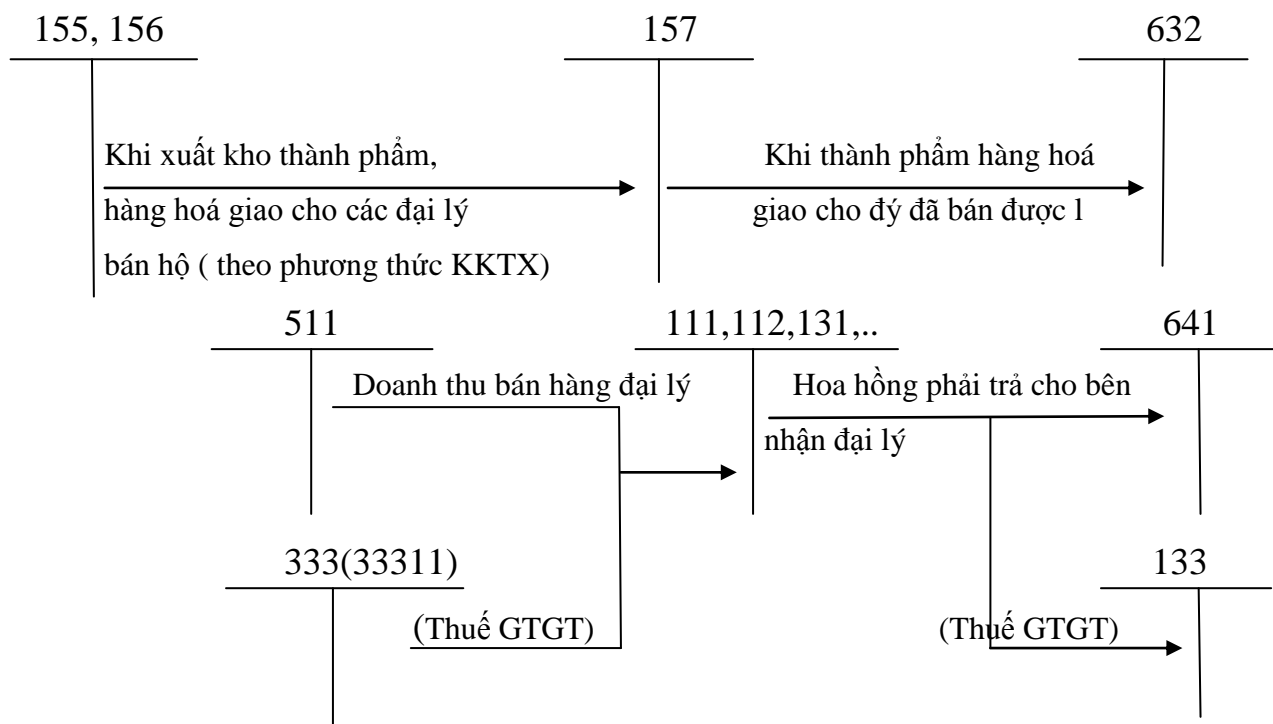 155, 156
157
632
Khi xuất kho thành phẩm,
hàng hoá giao cho các đại lý
bán hộ ( theo phương thức KKTX)
Khi thành phẩm hàng hoá
giao cho đý đã bán được l
511
111,112,131,..
641
Doanh thu bán hàng đại lý
Hoa hồng phải trả cho bên
nhận đại lý
333(33311)
133
(Thuế GTGT)
(Thuế GTGT)